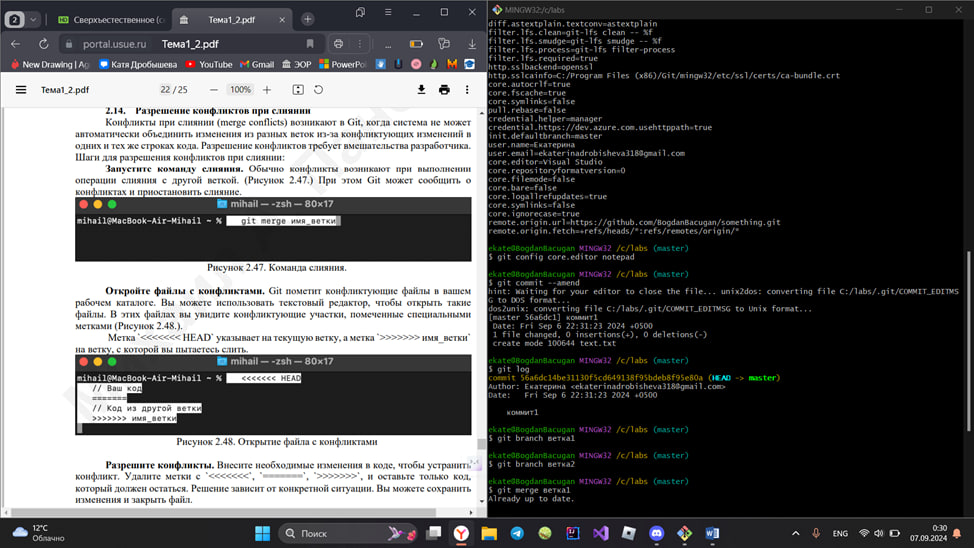 2
Сверхъестественное (с
Тема1_2.pdf
portal.usue.ru
Тема1_2.pdf
New Drawing | Ag
Катя Дробышева
YouTube
Gmail
ЭОР
PowerPoi
Тема1_2.pdf
22 / 25
100%
2.14. Разрешение конфликтов при слиянии
Конфликты при слиянии (merge conflicts) возникают в Git, когда система не может
автоматически объединить изменения из разных веток из-за конфликтующих изменений в
одних и тех же строках кода. Разрешение конфликтов требует вмешательства разработчика.
Шаги для разрешения конфликтов при слиянии:
Запустите команду слияния. Обычно конфликты возникают при выполнении
операции слияния с другой веткой. (Рисунок 2.47.) При этом Git может сообщить о
конфликтах и приостановить слияние.
mihail — -zsh — 80×17
mihail@MacBook-Air-Mihail ~ % git merge имя_ветки
Рисунок 2.47. Команда слияния.
Откройте файлы с конфликтами. Git пометит конфликтующие файлы в вашем
рабочем каталоге. Вы можете использовать текстовый редактор, чтобы открыть такие
файлы. В этих файлах вы увидите конфликтующие участки, помеченные специальными
метками (Рисунок 2.48.).
Метка `<<<<<<< HEAD` указывает на текущую ветку, а метка `>>>>>>> имя_ветки`
на ветку, с которой вы пытаетесь слить.
mihail — -zsh — 80×17
mihail@MacBook-Air-Mihail ~ % <<<<<<< HEAD
// Ваш код
=======
// Код из другой ветки
>>>>>>> имя_ветки
Рисунок 2.48. Открытие файла с конфликтами
Разрешите конфликты. Внесите необходимые изменения в коде, чтобы устранить
конфликт. Удалите метки с `<<<<<<<`, `=======`, и `>>>>>>>`, и оставьте только код,
который должен остаться. Решение зависит от конкретной ситуации. Вы можете сохранить
изменения и закрыть файл.
MINGW32:/c/labs
diff.astextplain.textconv=astextplain
filter.lfs.clean=git-lfs clean -- %f
filter.lfs.smudge=git-lfs smudge -- %f
filter.lfs.process=git-lfs filter-process
filter.lfs.required=true
http.sslbackend=openssl
http.sslcainfo=C:/Program Files (x86)/Git/mingw32/etc/ssl/certs/ca-bundle.crt
core.autocrlf=true
core.fscache=true
core.symlinks=false
pull.rebase=false
credential.helper=manager
credential.https://dev.azure.com.usehttppath=true
init.defaultbranch=master
user.name=Екатерина
user.email=ekaterinadrobisheva318@gmail.com
core.editor=Visual Studio
core.repositoryformatversion=0
core.filemode=false
core.bare=false
core.logallrefupdates=true
core.symlinks=false
core.ignorecase=true
remote.origin.url=https://github.com/BogdanBacugan/something.git
remote.origin.fetch=+refs/heads/*:refs/remotes/origin/*
ekate@BogdanBacugan MINGW32 /c/labs (master)
$ git config core.editor notepad
ekate@BogdanBacugan MINGW32 /c/labs (master)
$ git commit --amend
hint: Waiting for your editor to close the file... unix2dos: converting file C:/labs/.git/COMMIT_EDITMS
G to DOS format...
dos2unix: converting file C:/labs/.git/COMMIT_EDITMSG to Unix format...
[master 56a6dc1] коммит1
Date: Fri Sep 6 22:31:23 2024 +0500
1 file changed, 0 insertions(+), 0 deletions(-)
create mode 100644 text.txt
ekate@BogdanBacugan MINGW32 /c/labs (master)
$ git log
commit 56a6dc14be31130f5cd649138f95bdeb8f95e80a (HEAD -> master)
Author: Екатерина <ekaterinadrobisheva318@gmail.com>
Date: Fri Sep 6 22:31:23 2024 +0500
коммит1
ekate@BogdanBacugan MINGW32 /c/labs (master)
$ git branch ветка1
ekate@BogdanBacugan MINGW32 /c/labs (master)
$ git branch ветка2
ekate@BogdanBacugan MINGW32 /c/labs (master)
$ git merge ветка1
Already up to date.
12°C
Облачно
Поиск
ENG
0:30
07.09.2024